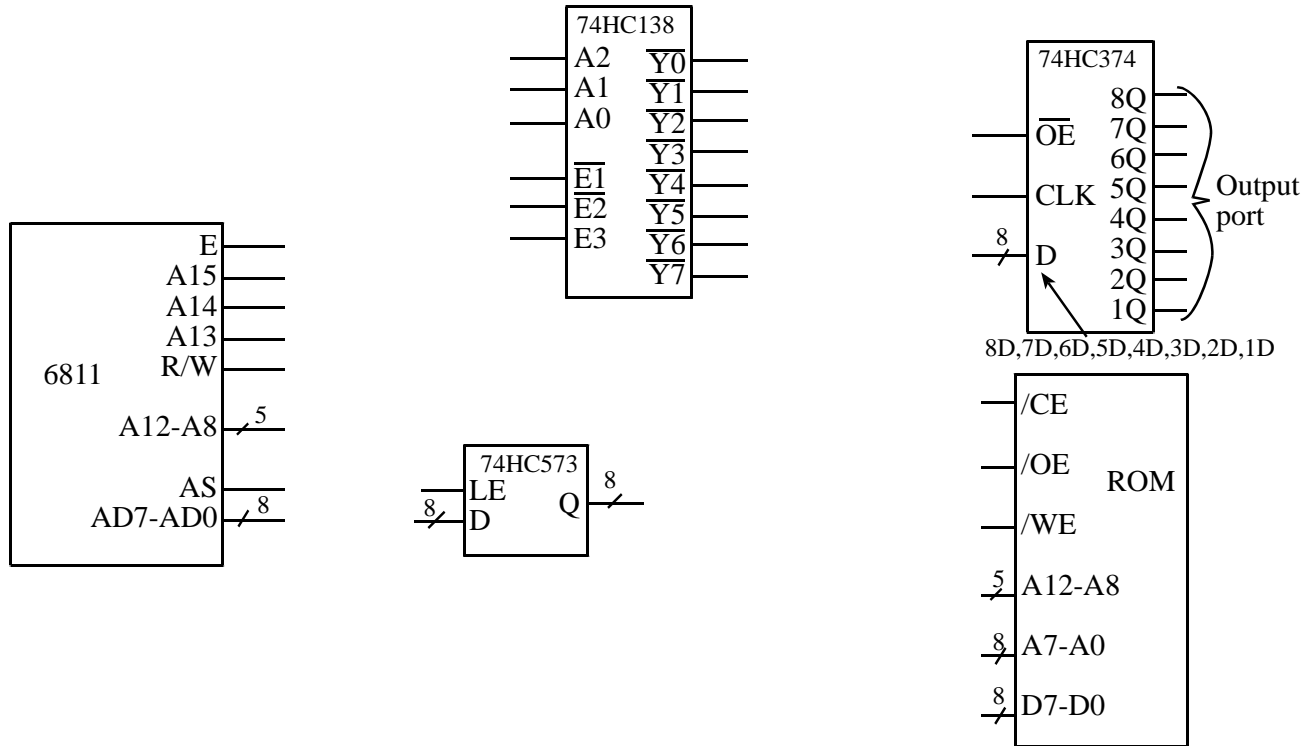 74HC138
A2
A1
A0
E1
E2
E3
Y0
Y1
Y2
Y3
Y4
Y5
Y6
Y7
74HC374
OE
CLK
8
D
8Q
7Q
6Q
5Q
4Q
3Q
2Q
1Q
Output
port
8D,7D,6D,5D,4D,3D,2D,1D
6811
E
A15
A14
A13
R/W
A12-A8
5
AS
AD7-AD0
8
74HC573
LE
8
D
Q
8
ROM
/CE
/OE
/WE
5
A12-A8
8
A7-A0
8
D7-D0